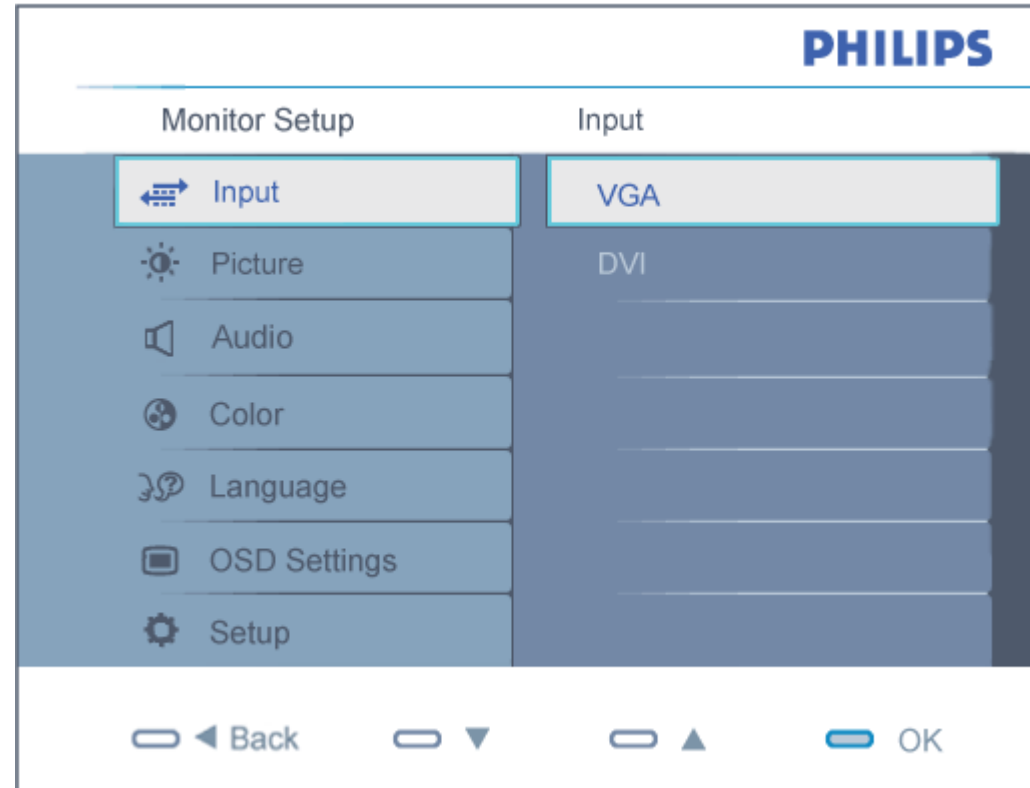 PHILIPS
Monitor Setup
Input
Input
VGA
Picture
DVI
Audio
Color
Language
OSD Settings
Setup
Back
OK